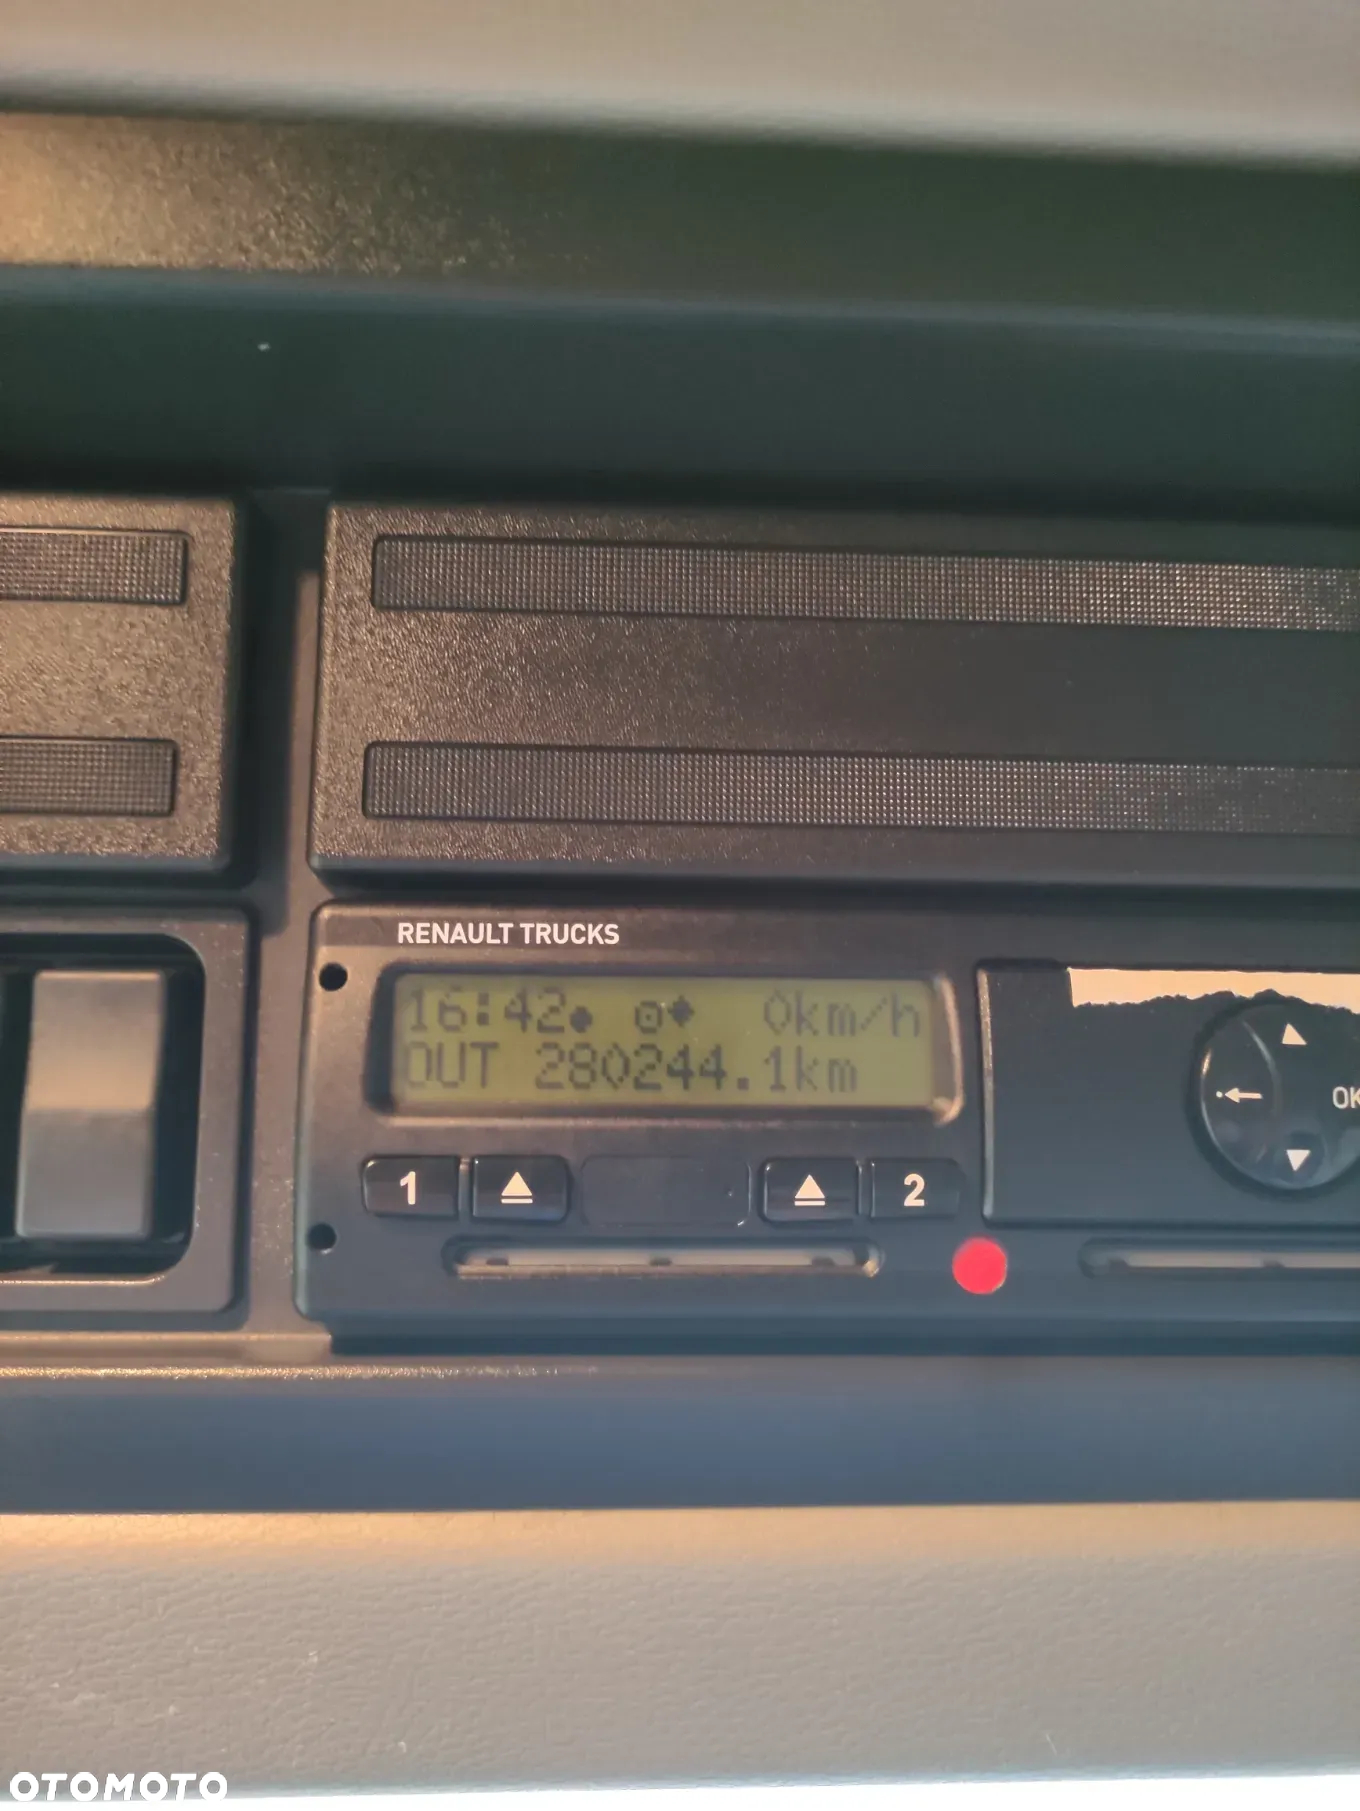 RENAULT TRUCKS
16:42 0km/h
OUT 280244.1km
OK
1 2
OTOMOTO